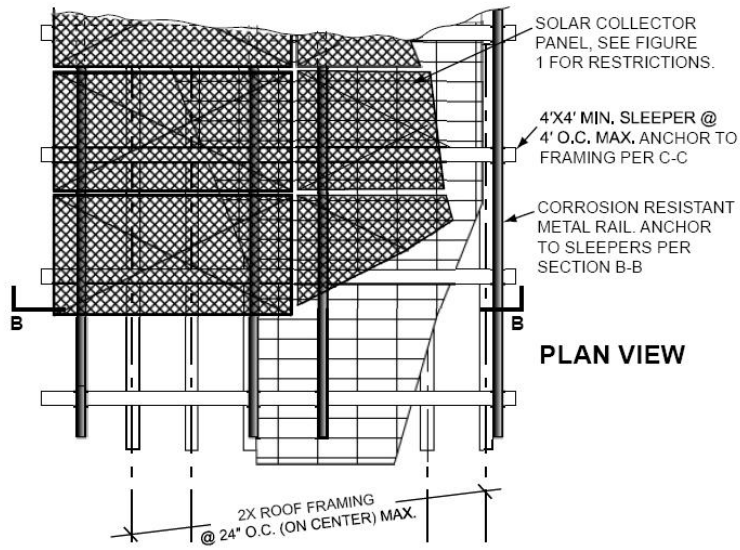 SOLAR COLLECTOR
PANEL, SEE FIGURE
1 FOR RESTRICTIONS.
4'X4' MIN. SLEEPER @
4' O.C. MAX. ANCHOR TO
FRAMING PER C-C
CORROSION RESISTANT
METAL RAIL. ANCHOR
TO SLEEPERS PER
SECTION B-B
B
B
PLAN VIEW
2X ROOF FRAMING
@ 24" O.C. (ON CENTER) MAX.